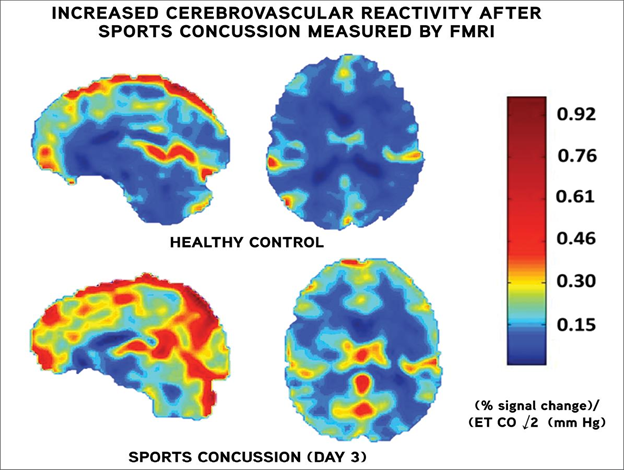 INCREASED CEREBROVASCULAR REACTIVITY AFTER
SPORTS CONCUSSION MEASURED BY FMRI
HEALTHY CONTROL
0.92
0.76
0.61
0.46
0.30
0.15
(% signal change)/
(ET CO √2 (mm Hg)
SPORTS CONCUSSION (DAY 3)